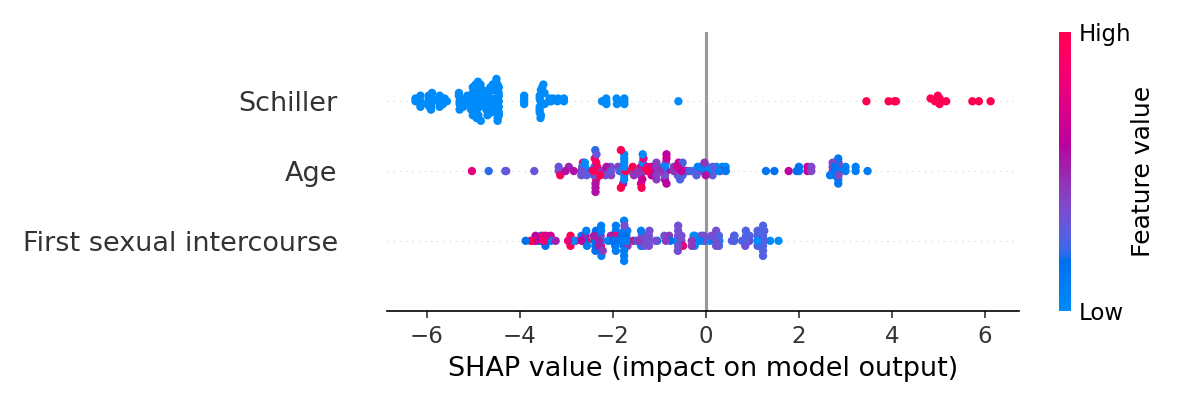 High
Schiller
Age
First sexual intercourse
Feature value
Low
−6 −4 −2 0 2 4 6
SHAP value (impact on model output)